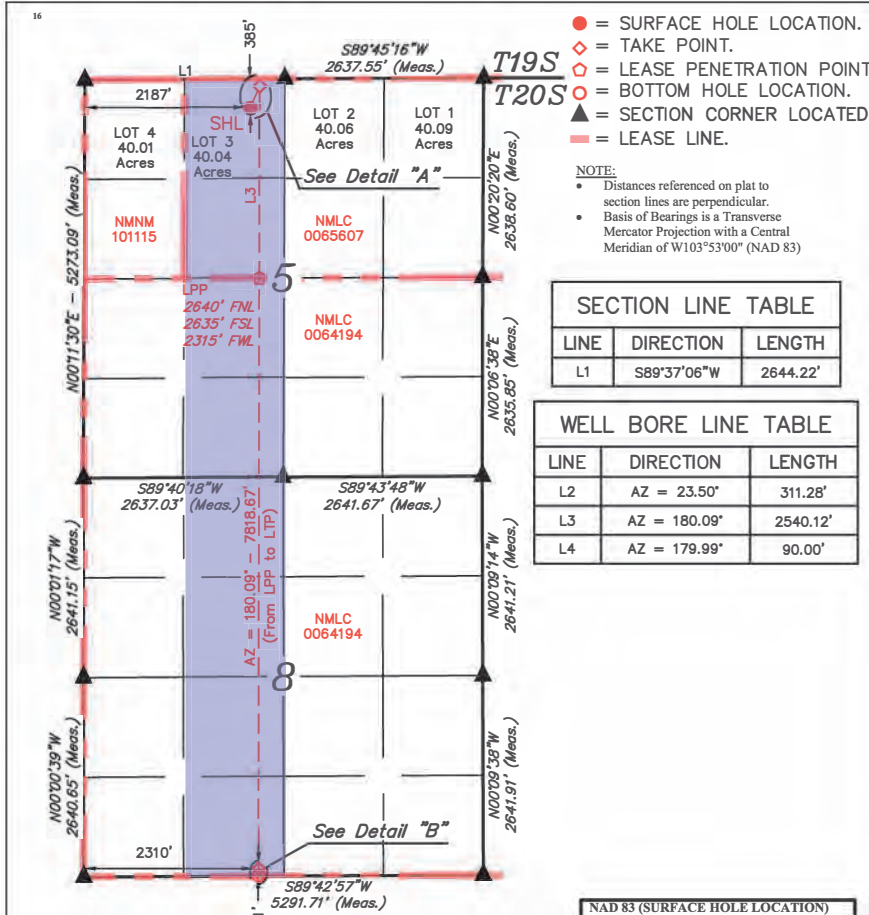 16
385'
S89°45'16"W
2637.55' (Meas.)
L1
T19S
T20S
2187'
SHL
LOT 4
40.01
Acres
LOT 3
40.04
Acres
LOT 2
40.06
Acres
LOT 1
40.09
Acres
See Detail "A"
L3
NMNM
101115
NMLC
0065607
N00°11'30"E - 5273.09' (Meas.)
N00°20'20"E
2638.60' (Meas.)
5
LPP
2640' FNL
2635' FSL
2315' FWL
NMLC
0064194
N00°06'38"E
2635.85' (Meas.)
S89°40'18"W
2637.03' (Meas.)
S89°43'48"W
2641.67' (Meas.)
N00°01'17"W
2641.15' (Meas.)
AZ = 180.09° - 7818.67'
(From LPP to LTP)
NMLC
0064194
N00°09'14"W
2641.21' (Meas.)
8
N00°00'39"W
2640.65' (Meas.)
N00°09'38"W
2641.91' (Meas.)
See Detail "B"
2310'
S89°42'57"W
5291.71' (Meas.)
= SURFACE HOLE LOCATION.
= TAKE POINT.
= LEASE PENETRATION POINT
= BOTTOM HOLE LOCATION.
= SECTION CORNER LOCATED
= LEASE LINE.
NOTE:
• Distances referenced on plat to
section lines are perpendicular.
• Basis of Bearings is a Transverse
Mercator Projection with a Central
Meridian of W103°53'00" (NAD 83)
SECTION LINE TABLE
LINE DIRECTION LENGTH
L1 S89°37'06"W 2644.22'
WELL BORE LINE TABLE
LINE DIRECTION LENGTH
L2 AZ = 23.50° 311.28'
L3 AZ = 180.09° 2540.12'
L4 AZ = 179.99° 90.00'
NAD 83 (SURFACE HOLE LOCATION)